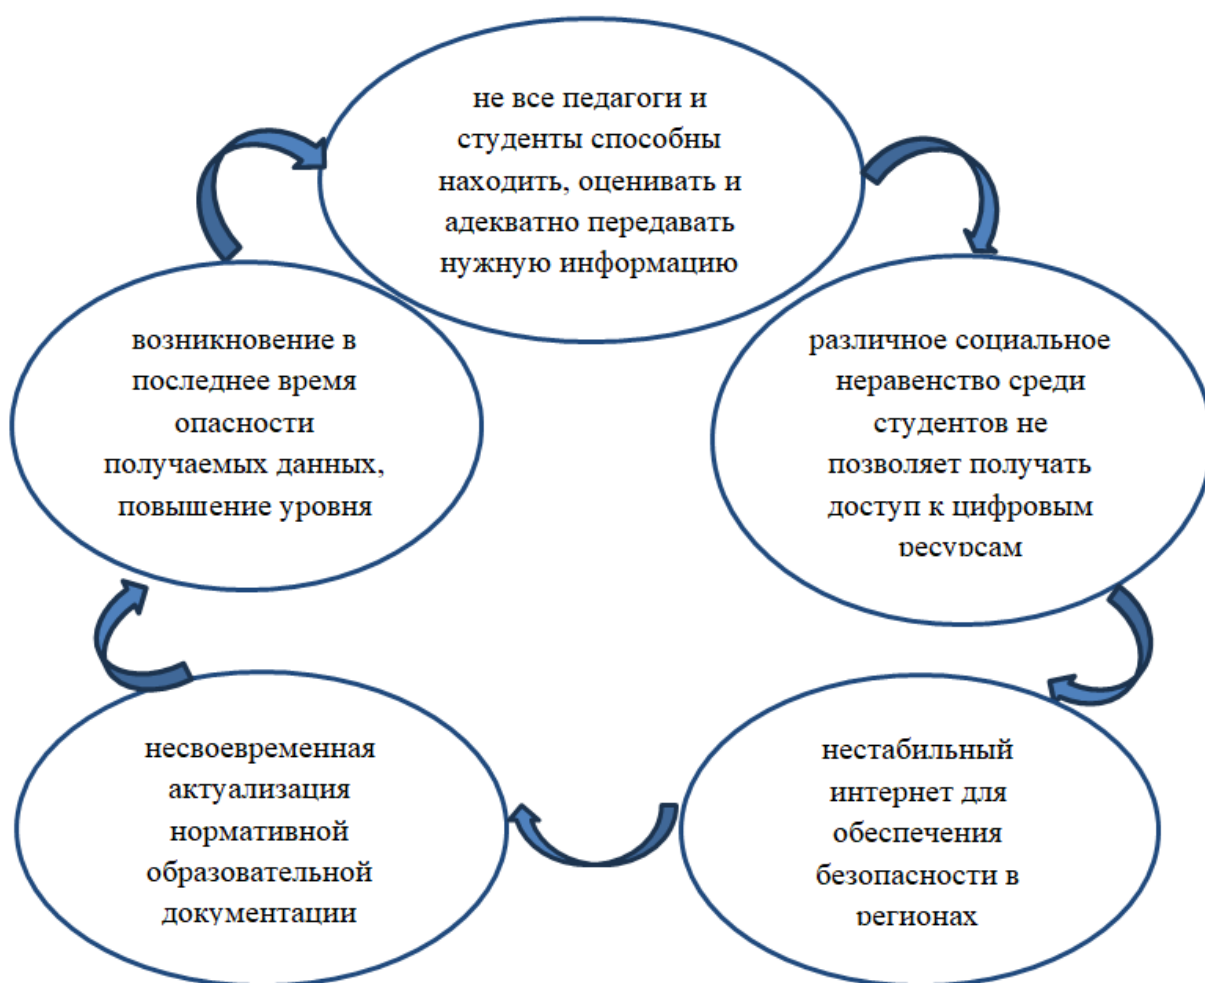 не все педагоги и
студенты способны
находить, оценивать и
адекватно передавать
нужную информацию
различное социальное
неравенство среди
студентов не
позволяет получать
доступ к цифровым
ресурсам
нестабильный
интернет для
обеспечения
безопасности в
регионах
несвоевременная
актуализация
нормативной
образовательной
документации
возникновение в
последнее время
опасности
получаемых данных,
повышение уровня